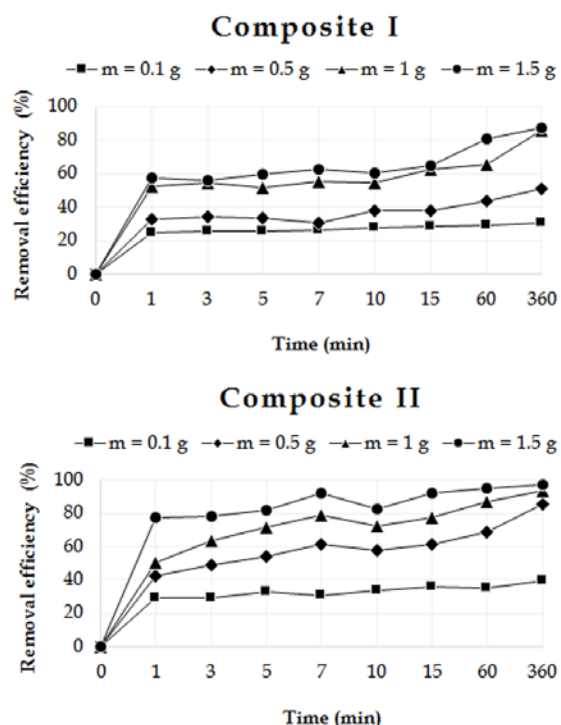 Composite I
m = 0.1 g m = 0.5 g m = 1 g m = 1.5 g
Removal efficiency (%)
100
80
60
40
20
0
0 1 3 5 7 10 15 60 360
Time (min)
Composite II
m = 0.1 g m = 0.5 g m = 1 g m = 1.5 g
Removal efficiency (%)
100
80
60
40
20
0
0 1 3 5 7 10 15 60 360
Time (min)